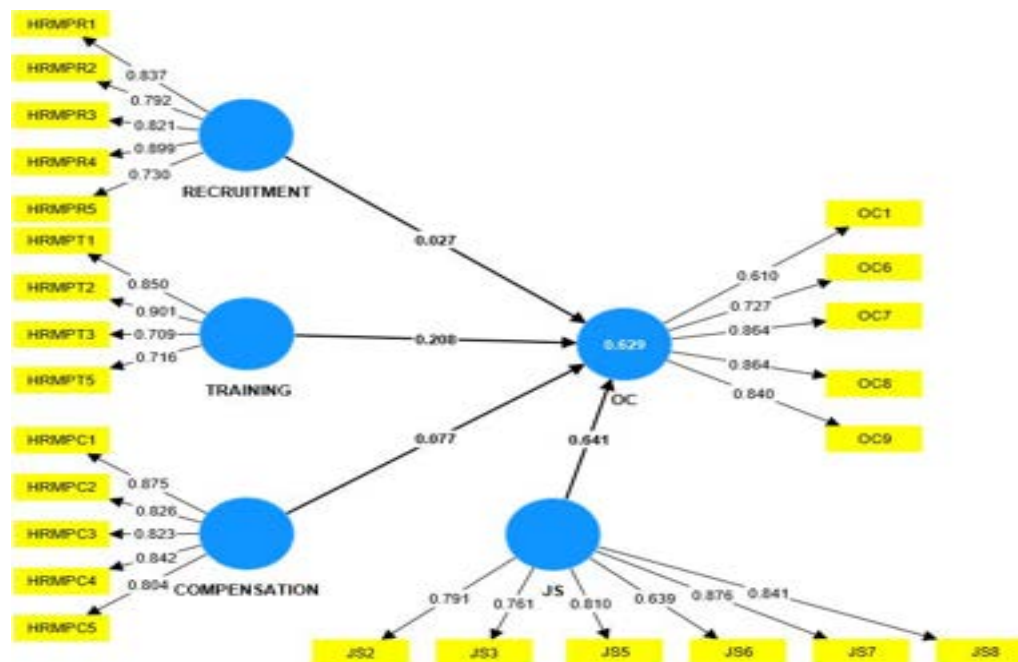 HRMPR1
0.837
HRMPR2
0.792
HRMPR3
0.821
HRMPR4
0.899
HRMPR5
0.730
RECRUITMENT
0.027
HRMPT1
0.850
HRMPT2
0.901
HRMPT3
0.709
HRMPT5
0.716
TRAINING
0.208
HRMPC1
0.875
HRMPC2
0.826
HRMPC3
0.823
HRMPC4
0.842
HRMPC5
0.804
COMPENSATION
0.077
0.629
OC
OC1
0.610
OC6
0.727
OC7
0.864
OC8
0.864
OC9
0.840
0.641
JS
0.791
0.761
0.810
0.639
0.876
0.841
JS2
JS3
JS5
JS6
JS7
JS8